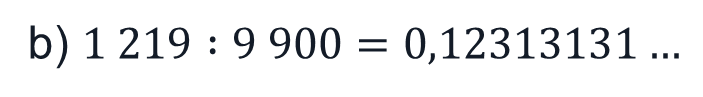 b) 1 219 : 9 900 = 0,12313131 ...